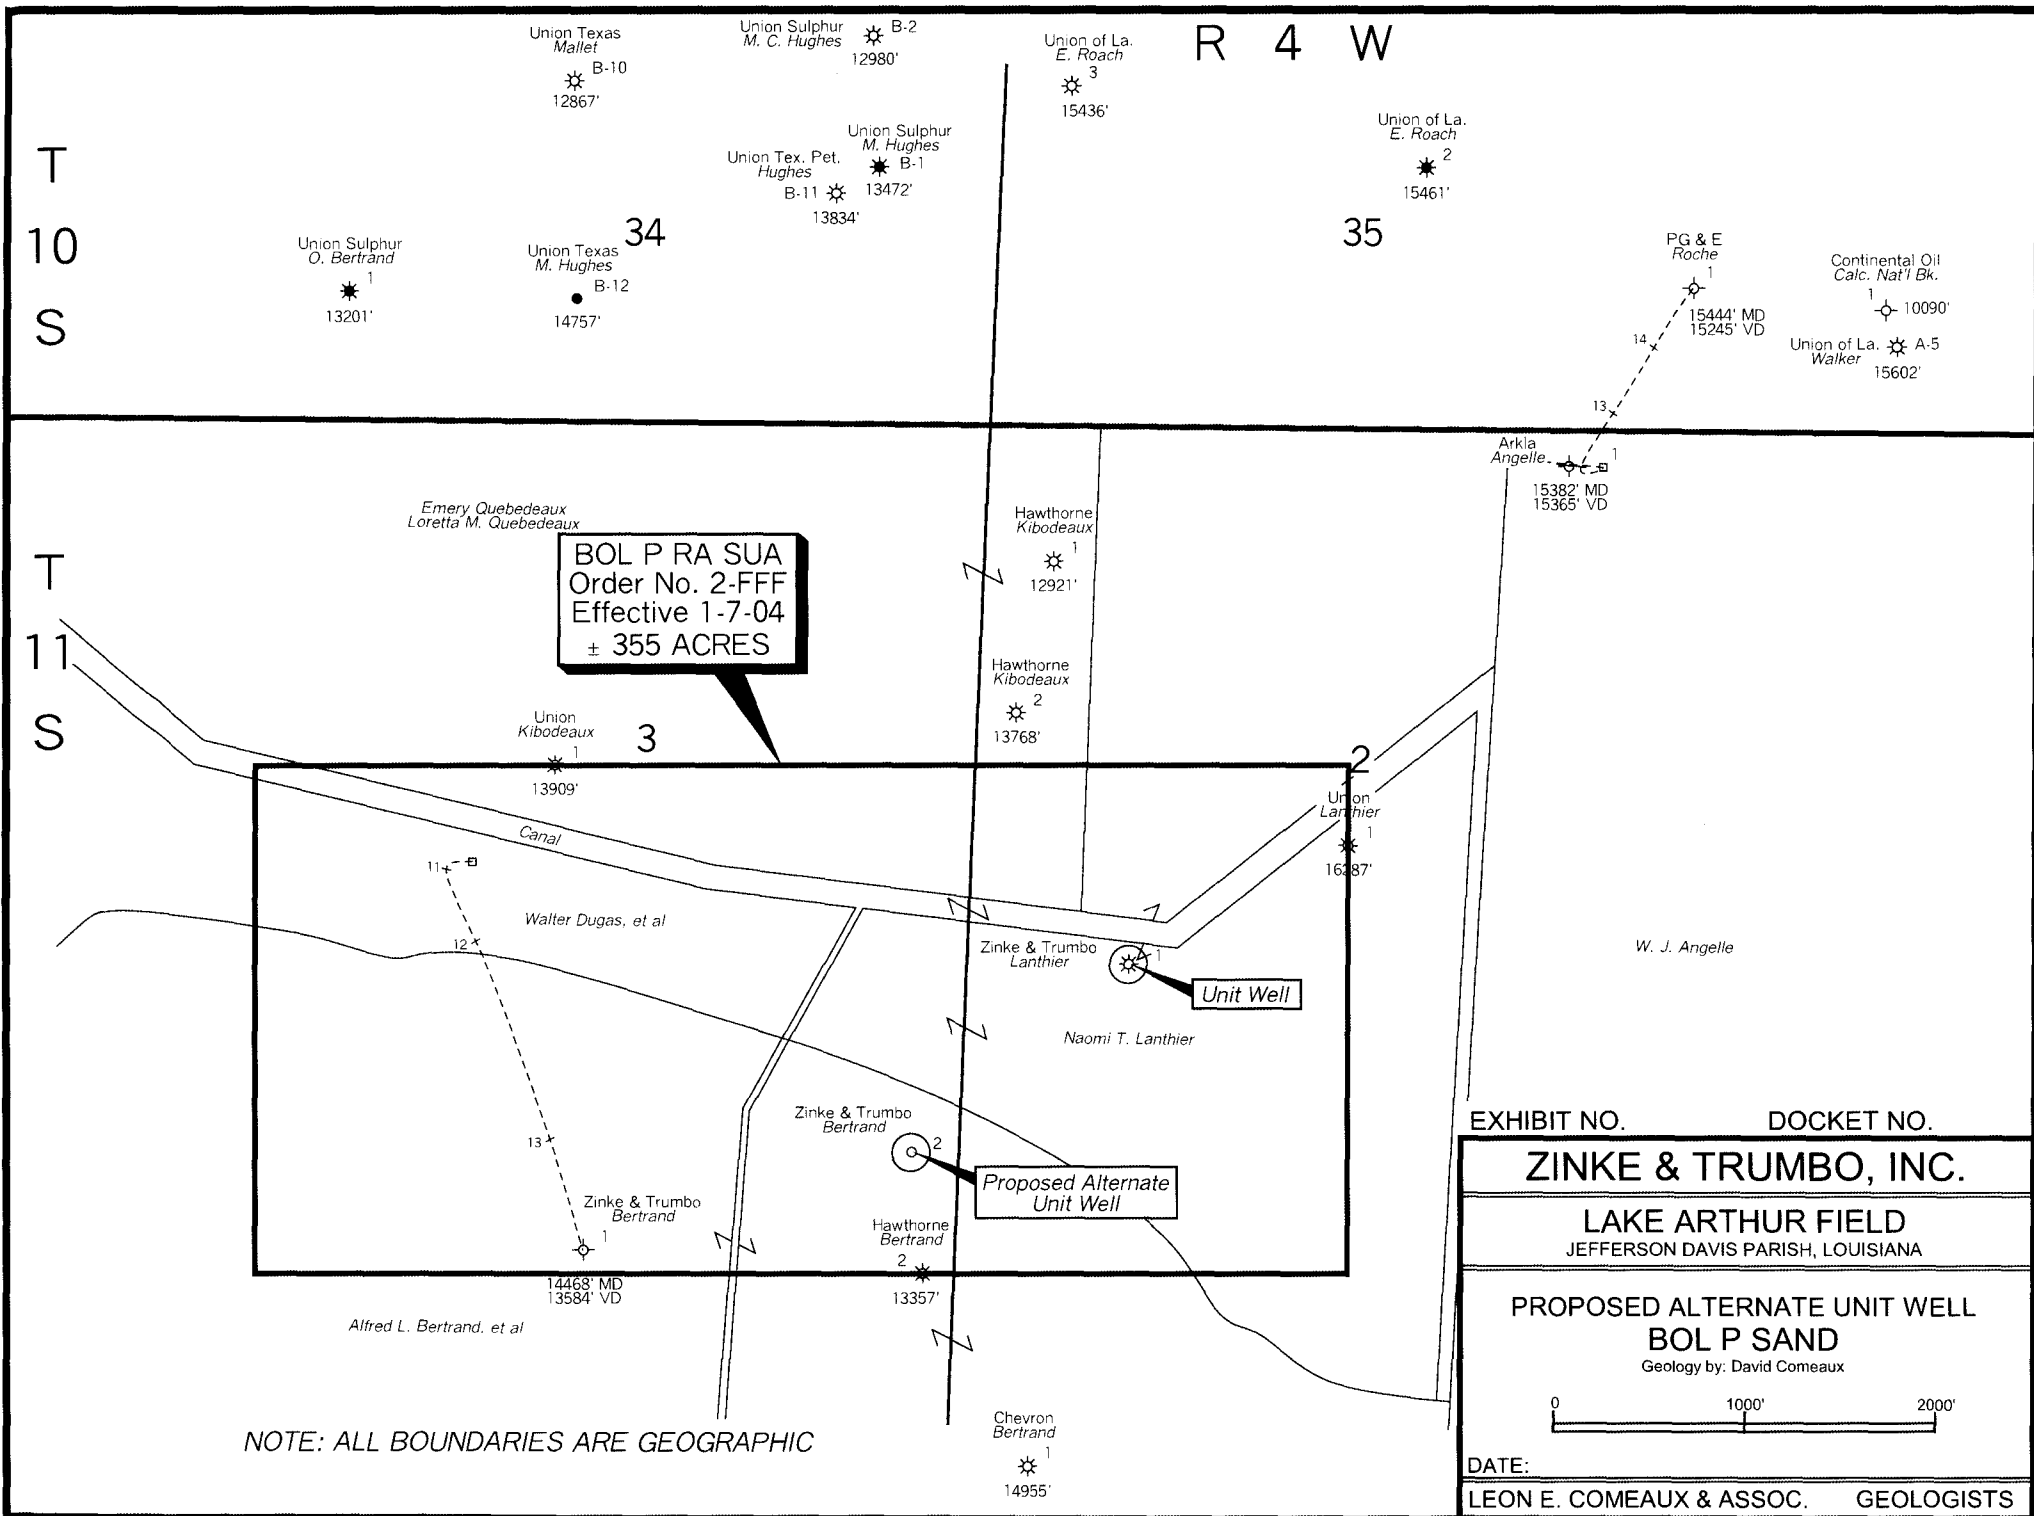 R 4 W
T
10
S
T
11
S
Union Texas
Mallet
B-10
12867'
Union Sulphur
M. C. Hughes
B-2
12980'
Union of La.
E. Roach
3
15436'
Union Sulphur
M. Hughes
B-1
13472'
Union Tex. Pet.
Hughes
B-11
13834'
Union of La.
E. Roach
2
15461'
34
35
Union Sulphur
O. Bertrand
1
13201'
Union Texas
M. Hughes
B-12
14757'
PG & E
Roche
1
15444' MD
15245' VD
14
13
Continental Oil
Calc. Nat'l Bk.
1
10090'
Union of La.
Walker
A-5
15602'
Arkla
Angelle
1
15382' MD
15365' VD
Emery Quebedeaux
Loretta M. Quebedeaux
BOL P RA SUA
Order No. 2-FFF
Effective 1-7-04
± 355 ACRES
Hawthorne
Kibodeaux
1
12921'
Hawthorne
Kibodeaux
2
13768'
Union
Kibodeaux
1
13909'
3
2
Union
Lanthier
1
16287'
Canal
11
12
13
Walter Dugas, et al
Zinke & Trumbo
Lanthier
1
Unit Well
W. J. Angelle
Naomi T. Lanthier
Zinke & Trumbo
Bertrand
2
Proposed Alternate
Unit Well
Zinke & Trumbo
Bertrand
1
14468' MD
13584' VD
Hawthorne
Bertrand
2
13357'
Alfred L. Bertrand, et al
Chevron
Bertrand
1
14955'
NOTE: ALL BOUNDARIES ARE GEOGRAPHIC
EXHIBIT NO. DOCKET NO.
ZINKE & TRUMBO, INC.
LAKE ARTHUR FIELD
JEFFERSON DAVIS PARISH, LOUISIANA
PROPOSED ALTERNATE UNIT WELL
BOL P SAND
Geology by: David Comeaux
0 1000' 2000'
DATE:
LEON E. COMEAUX & ASSOC. GEOLOGISTS